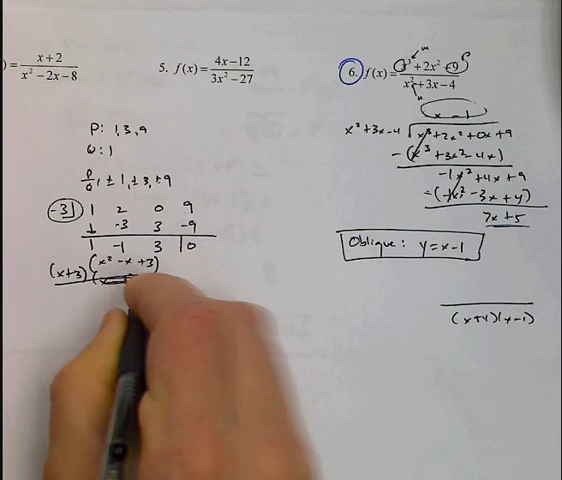 ) = x+2 / x² − 2x − 8
5. f(x) = 4x − 12 / 3x² − 27
6. f(x) = x³ + 2x² + 9 / x² + 3x − 4
P: 1, 3, 9
Q: 1
P/Q: ± 1, ± 3, ± 9
-3 | 1 2 0 9
↓ -3 3 -9
1 -1 3 | 0
(x+3) (x² - x + 3)
x - 1
x² + 3x - 4 √ x³ + 2x² + 0x + 9
- (x³ + 3x² - 4x)
-1x² + 4x + 9
- (-1x² - 3x + 4)
7x + 5
Oblique: y = x - 1
(x+4)(x-1)